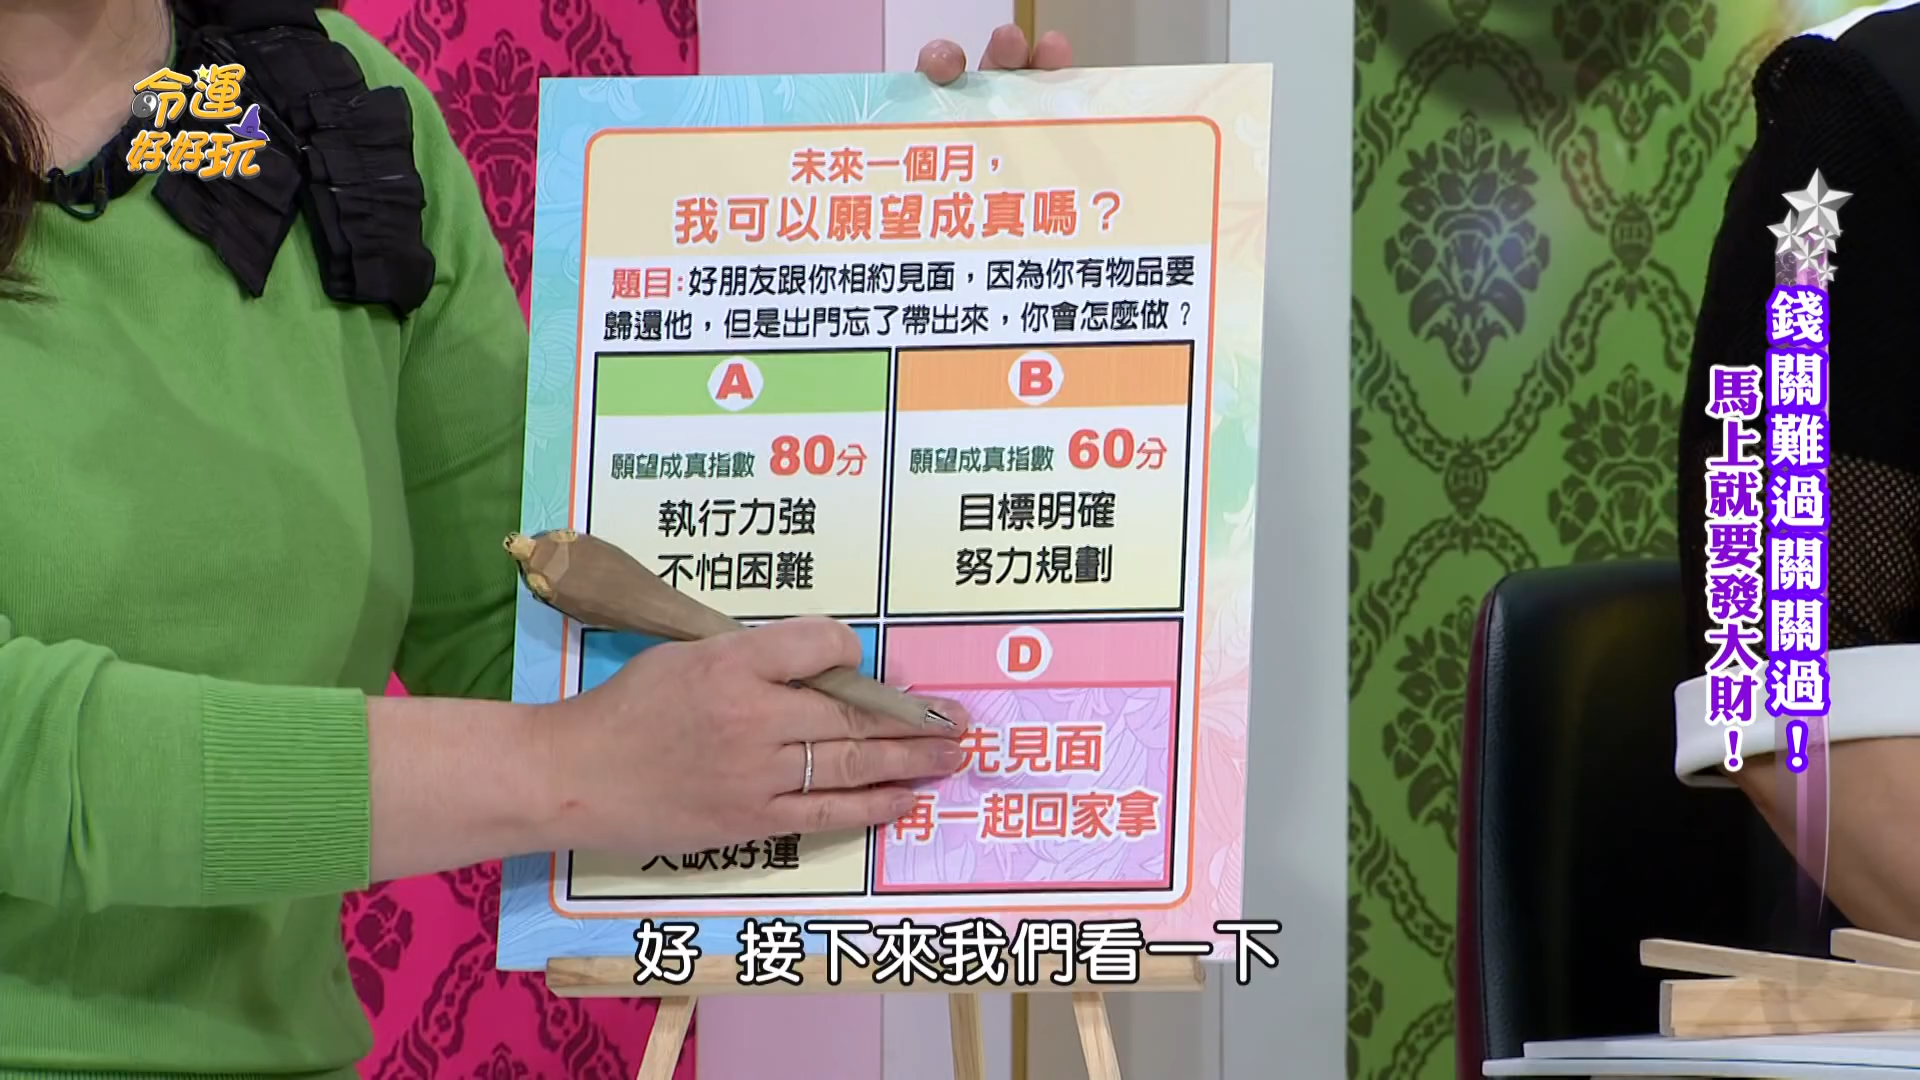 命運
好好玩
未來一個月，
我可以願望成真嗎？
題目:好朋友跟你相約見面，因為你有物品要
歸還他，但是出門忘了帶出來，你會怎麼做？
A
願望成真指數 80分
執行力強
不怕困難
B
願望成真指數 60分
目標明確
努力規劃
欠缺好運
D
先見面
再一起回家拿
錢關難過關關過！
馬上就要發大財！
好 接下來我們看一下